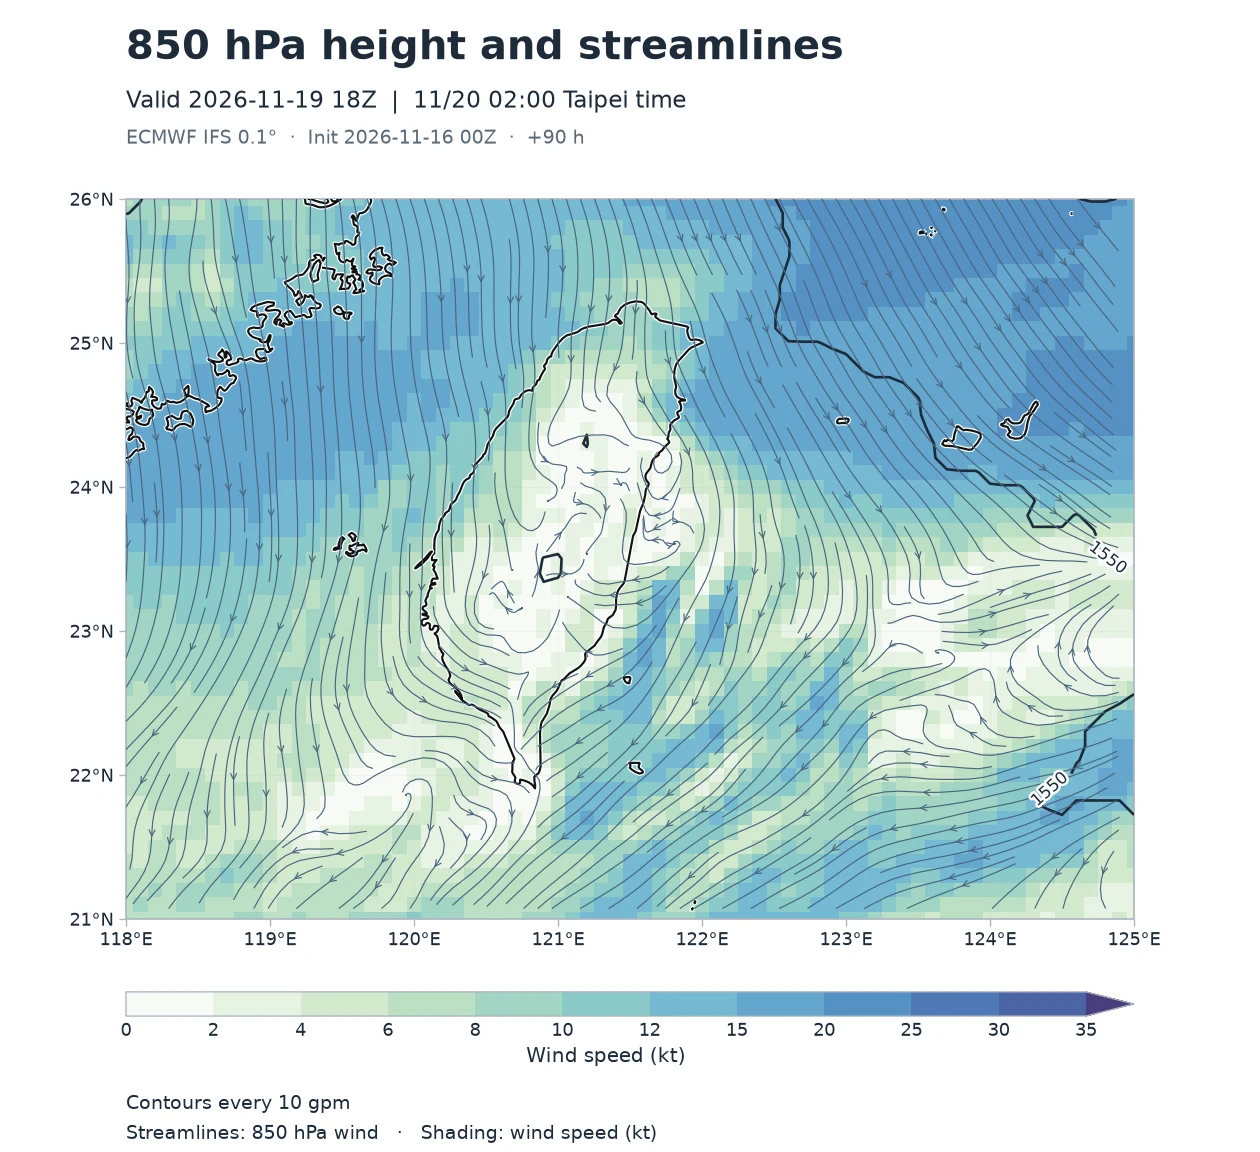 850 hPa height and streamlines
Valid 2026-11-19 18Z | 11/20 02:00 Taipei time
ECMWF IFS 0.1° · Init 2026-11-16 00Z · +90 h
26°N
25°N
24°N
23°N
22°N
21°N
1550
1550
118°E 119°E 120°E 121°E 122°E 123°E 124°E 125°E
0 2 4 6 8 10 12 15 20 25 30 35
Wind speed (kt)
Contours every 10 gpm
Streamlines: 850 hPa wind · Shading: wind speed (kt)